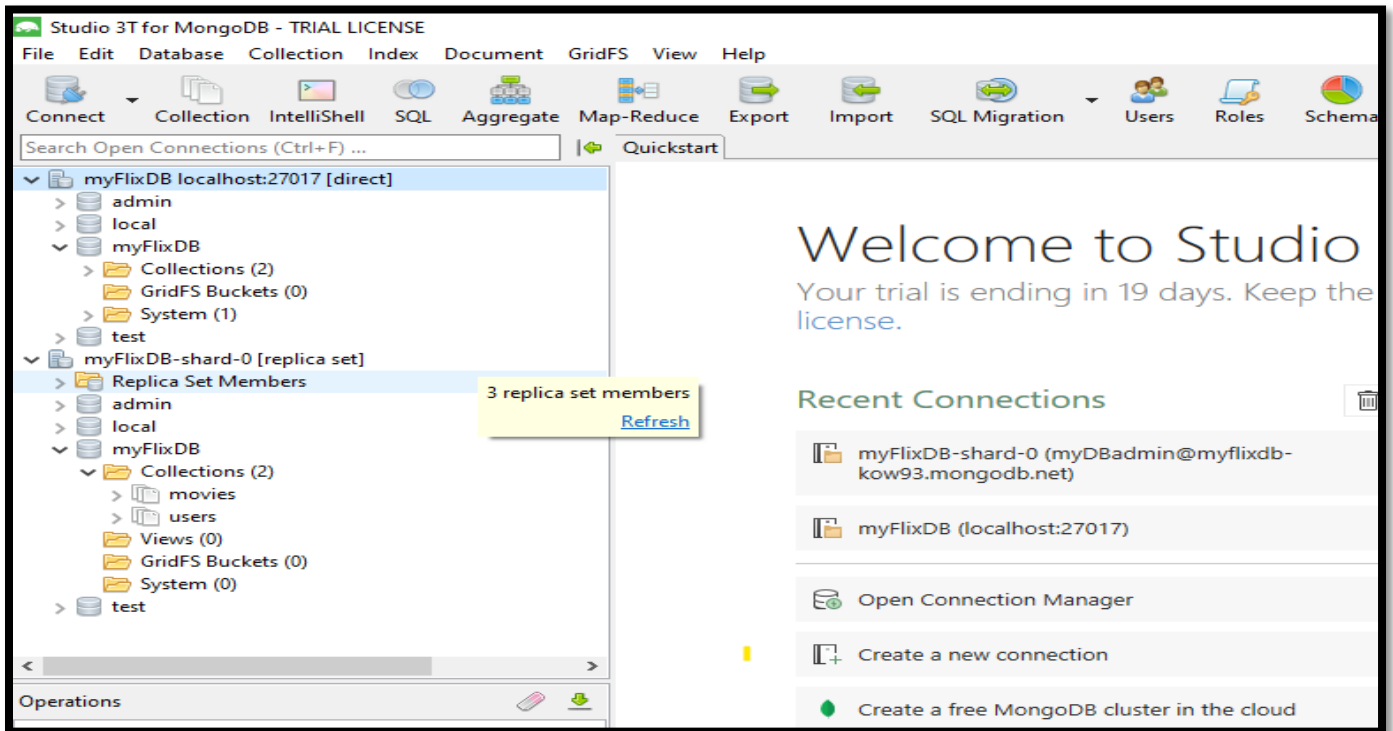 Studio 3T for MongoDB - TRIAL LICENSE
File Edit Database Collection Index Document GridFS View Help
Connect Collection IntelliShell SQL Aggregate Map-Reduce Export Import SQL Migration Users Roles Schema
Search Open Connections (Ctrl+F) ...
Quickstart
myFlixDB localhost:27017 [direct]
admin
local
myFlixDB
Collections (2)
GridFS Buckets (0)
System (1)
test
myFlixDB-shard-0 [replica set]
Replica Set Members
admin
local
myFlixDB
Collections (2)
movies
users
Views (0)
GridFS Buckets (0)
System (0)
test
3 replica set members
Refresh
Operations
Welcome to Studio
Your trial is ending in 19 days. Keep the
license.
Recent Connections
myFlixDB-shard-0 (myDBadmin@myflixdb-
kow93.mongodb.net)
myFlixDB (localhost:27017)
Open Connection Manager
Create a new connection
Create a free MongoDB cluster in the cloud